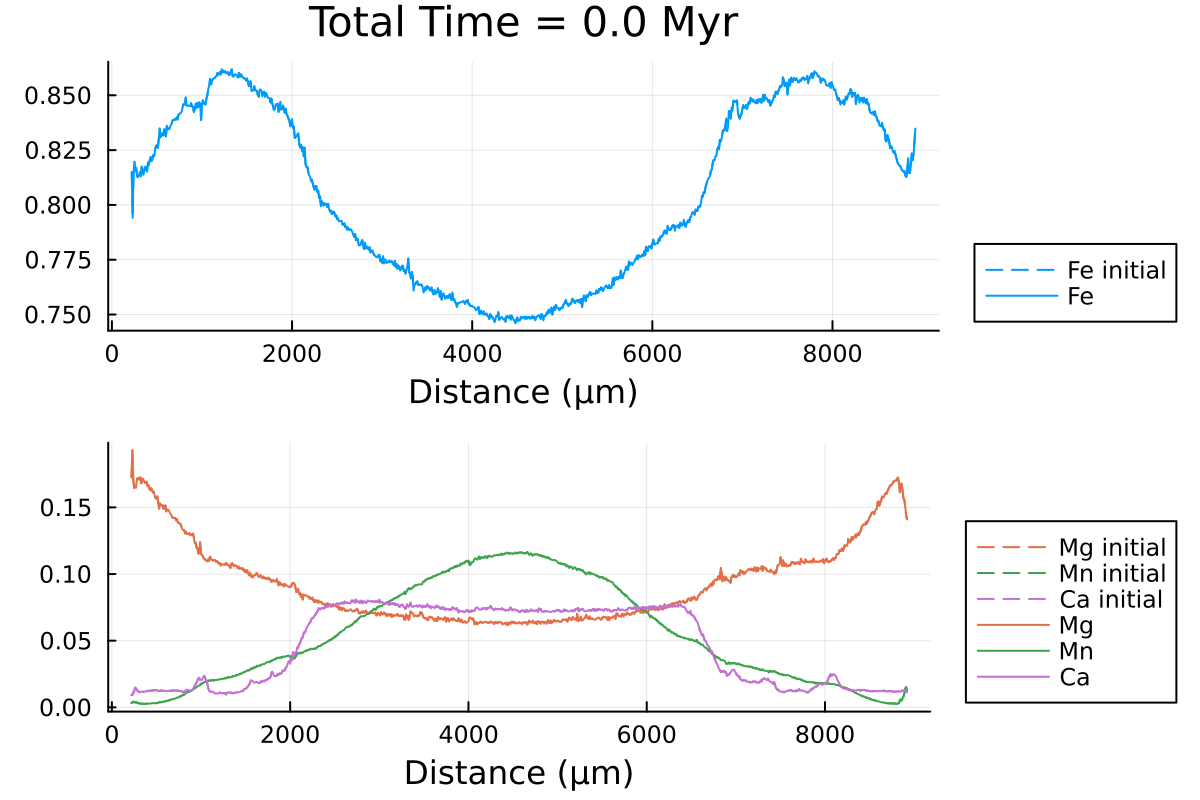 Total Time = 0.0 Myr
0.850
0.825
0.800
0.775
0.750
0 2000 4000 6000 8000
Distance (μm)
Fe initial
Fe
0.15
0.10
0.05
0.00
0 2000 4000 6000 8000
Distance (μm)
Mg initial
Mn initial
Ca initial
Mg
Mn
Ca